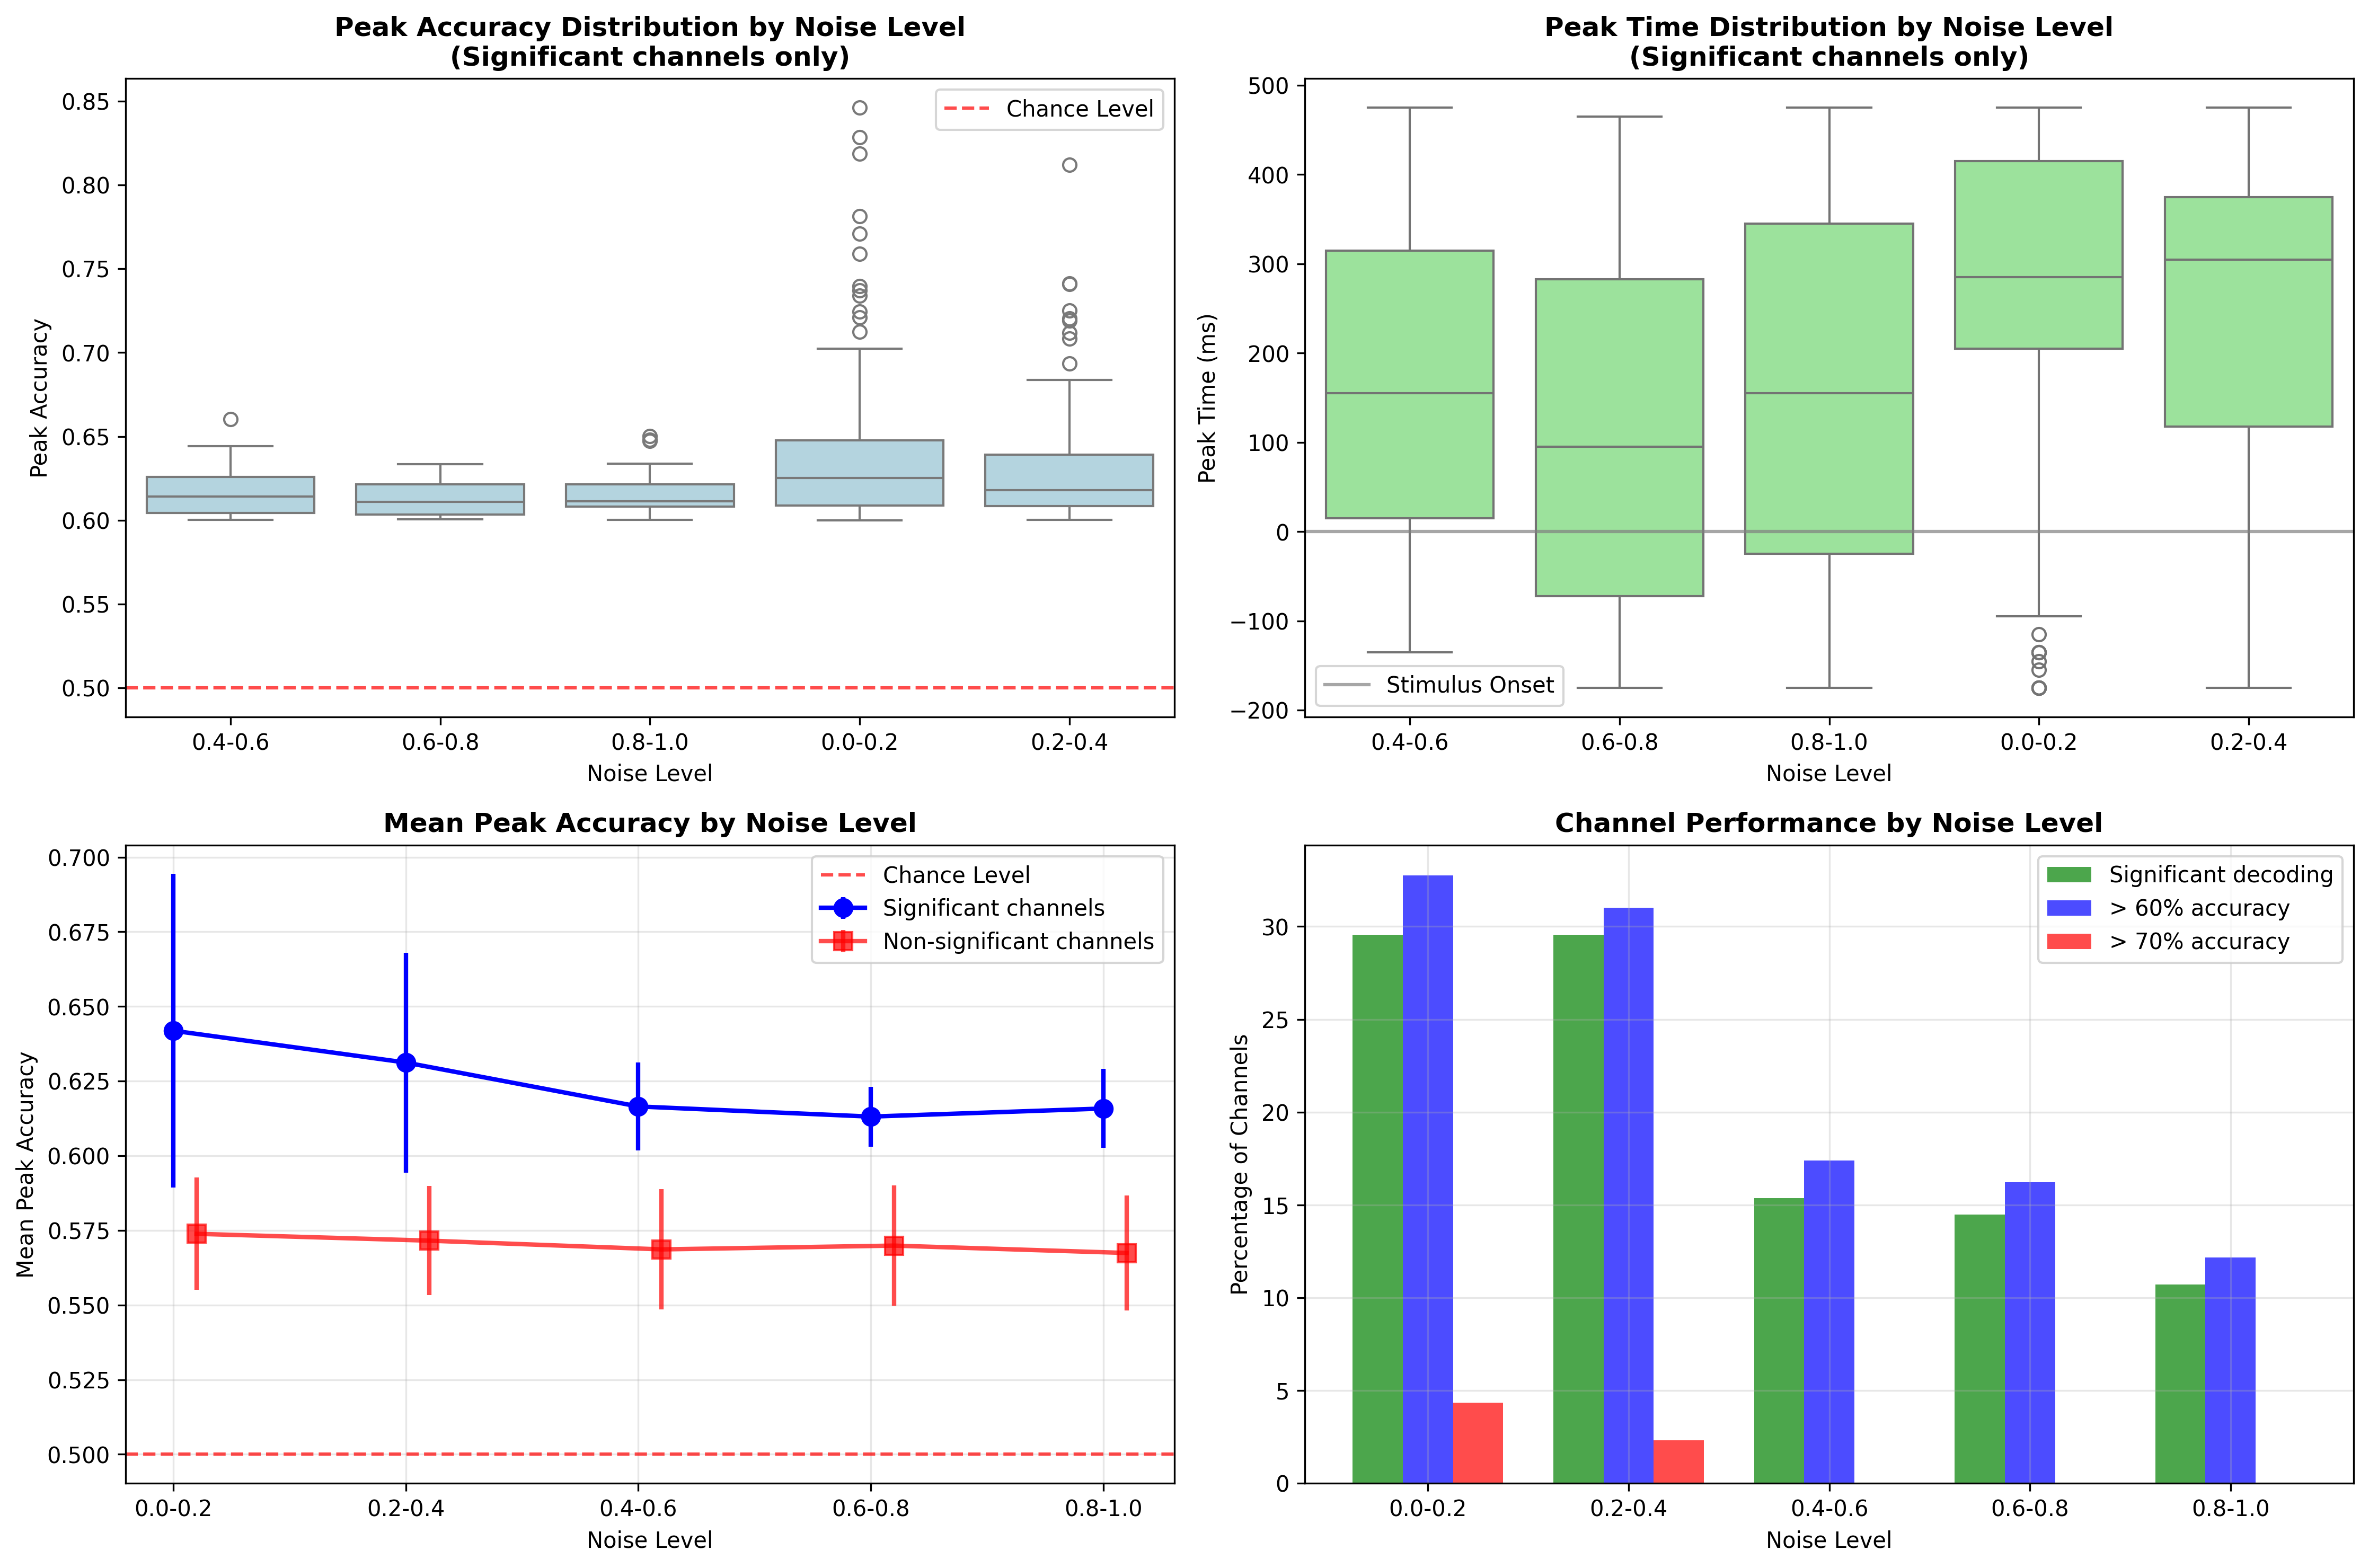 Peak Accuracy Distribution by Noise Level
(Significant channels only)
Peak Accuracy
0.85
0.80
0.75
0.70
0.65
0.60
0.55
0.50
Chance Level
0.4-0.6
0.6-0.8
0.8-1.0
0.0-0.2
0.2-0.4
Noise Level
Peak Time Distribution by Noise Level
(Significant channels only)
Peak Time (ms)
500
400
300
200
100
0
−100
−200
Stimulus Onset
0.4-0.6
0.6-0.8
0.8-1.0
0.0-0.2
0.2-0.4
Noise Level
Mean Peak Accuracy by Noise Level
Mean Peak Accuracy
0.700
0.675
0.650
0.625
0.600
0.575
0.550
0.525
0.500
Chance Level
Significant channels
Non-significant channels
0.0-0.2
0.2-0.4
0.4-0.6
0.6-0.8
0.8-1.0
Noise Level
Channel Performance by Noise Level
Percentage of Channels
30
25
20
15
10
5
0
Significant decoding
> 60% accuracy
> 70% accuracy
0.0-0.2
0.2-0.4
0.4-0.6
0.6-0.8
0.8-1.0
Noise Level